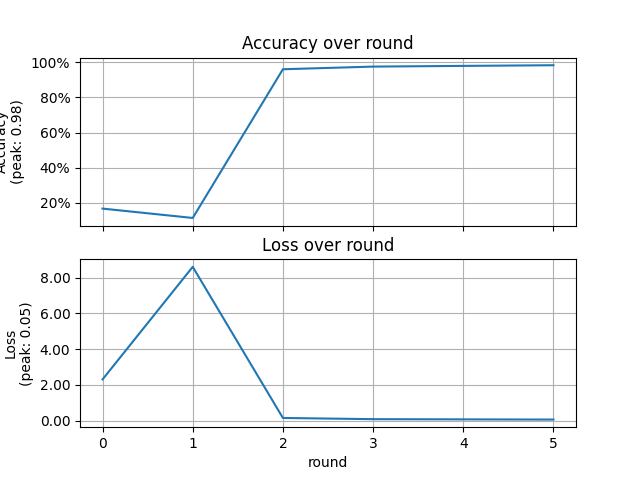 Accuracy over round
100%
80%
60%
40%
20%
Accuracy
(peak: 0.98)
Loss over round
8.00
6.00
4.00
2.00
0.00
Loss
(peak: 0.05)
0 1 2 3 4 5
round